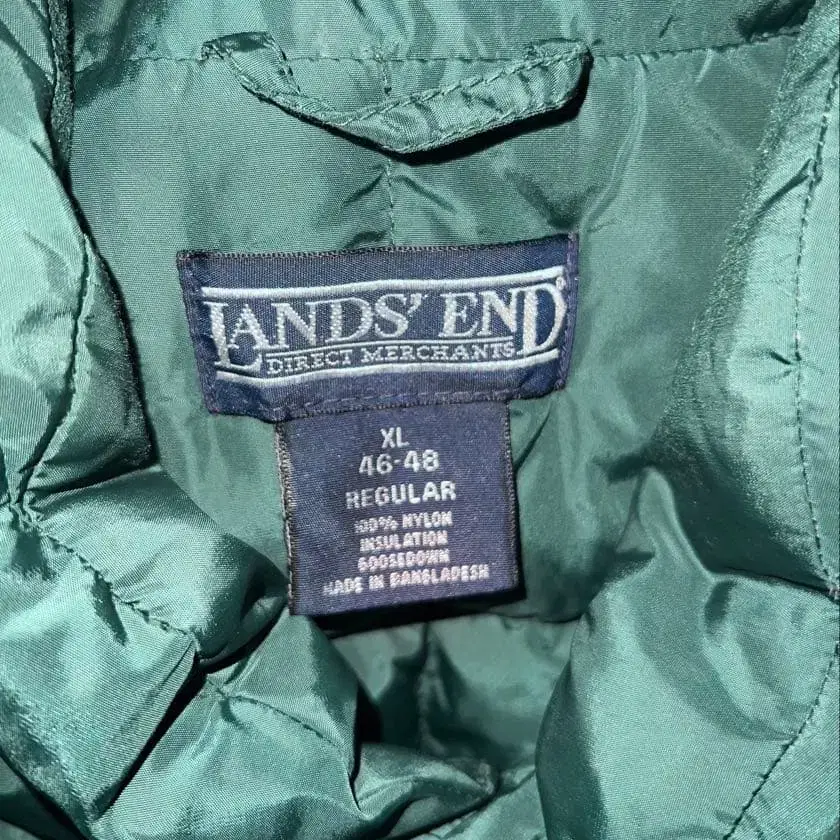 LANDS' END®
DIRECT MERCHANTS
XL
46-48
REGULAR
100% NYLON
INSULATION
GOOSEDOWN
MADE IN BANGLADESH